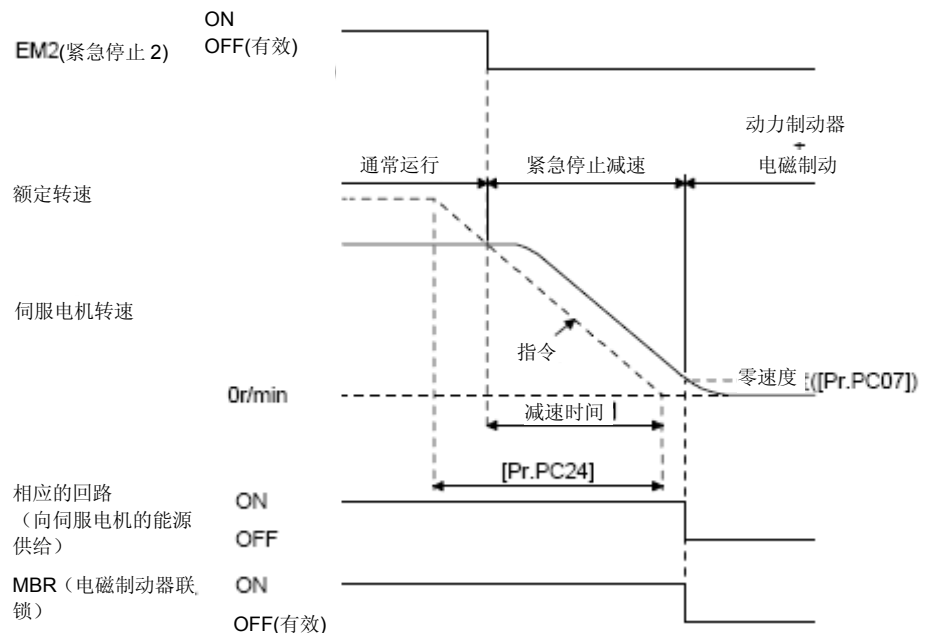 ON
EM2(紧急停止 2)
OFF(有效)
动力制动器
+
通常运行
紧急停止减速
电磁制动
额定转速
伺服电机转速
指令
零速度
([Pr.PC07])
0r/min
减速时间
[Pr.PC24]
相应的回路
ON
（向伺服电机的能源
供给）
OFF
MBR（电磁制动器联
ON
锁）
OFF(有效)